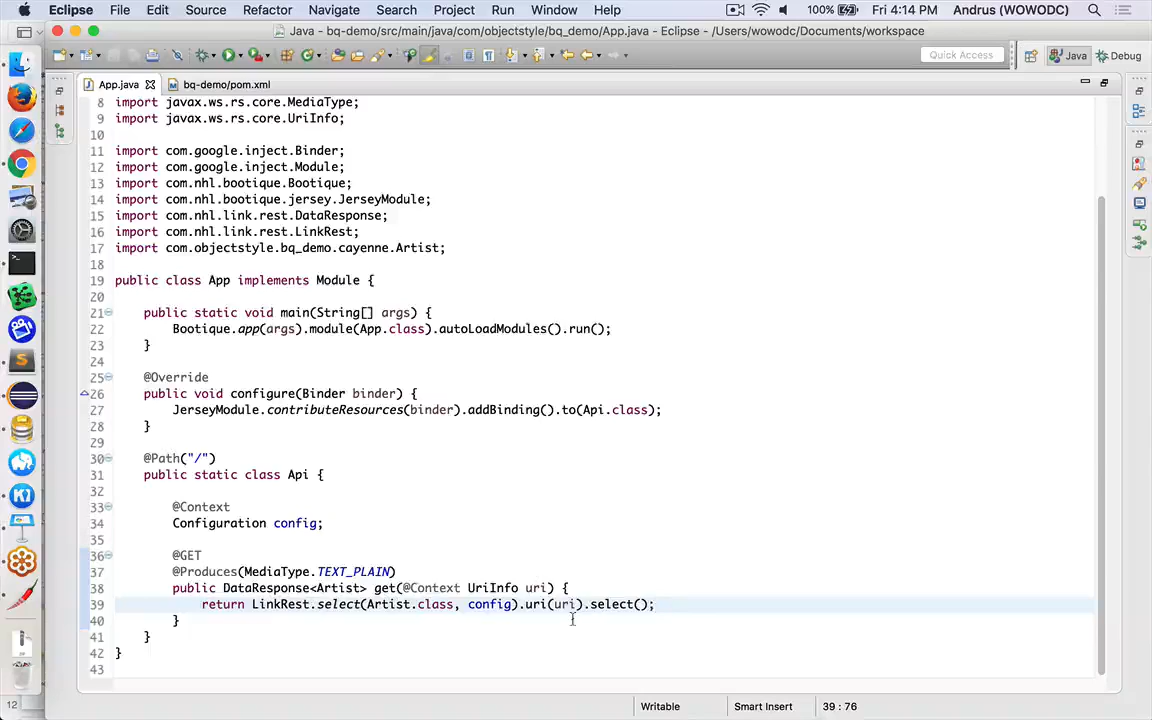 Eclipse File Edit Source Refactor Navigate Search Project Run Window Help 100% Fri 4:14 PM Andrus (WOWODC)
Java - bq-demo/src/main/java/com/objectstyle/bq_demo/App.java - Eclipse - /Users/wowodc/Documents/workspace
Quick Access Java Debug
App.java bq-demo/pom.xml
8 import javax.ws.rs.core.MediaType;
9 import javax.ws.rs.core.UriInfo;
10
11 import com.google.inject.Binder;
12 import com.google.inject.Module;
13 import com.nhl.bootique.Bootique;
14 import com.nhl.bootique.jersey.JerseyModule;
15 import com.nhl.link.rest.DataResponse;
16 import com.nhl.link.rest.LinkRest;
17 import com.objectstyle.bq_demo.cayenne.Artist;
18
19 public class App implements Module {
20
21 public static void main(String[] args) {
22 Bootique.app(args).module(App.class).autoLoadModules().run();
23 }
24
25 @Override
26 public void configure(Binder binder) {
27 JerseyModule.contributeResources(binder).addBinding().to(Api.class);
28 }
29
30 @Path("/")
31 public static class Api {
32
33 @Context
34 Configuration config;
35
36 @GET
37 @Produces(MediaType.TEXT_PLAIN)
38 public DataResponse<Artist> get(@Context UriInfo uri) {
39 return LinkRest.select(Artist.class, config).uri(uri).select();
40 }
41 }
42 }
43
12 Writable Smart Insert 39 : 76